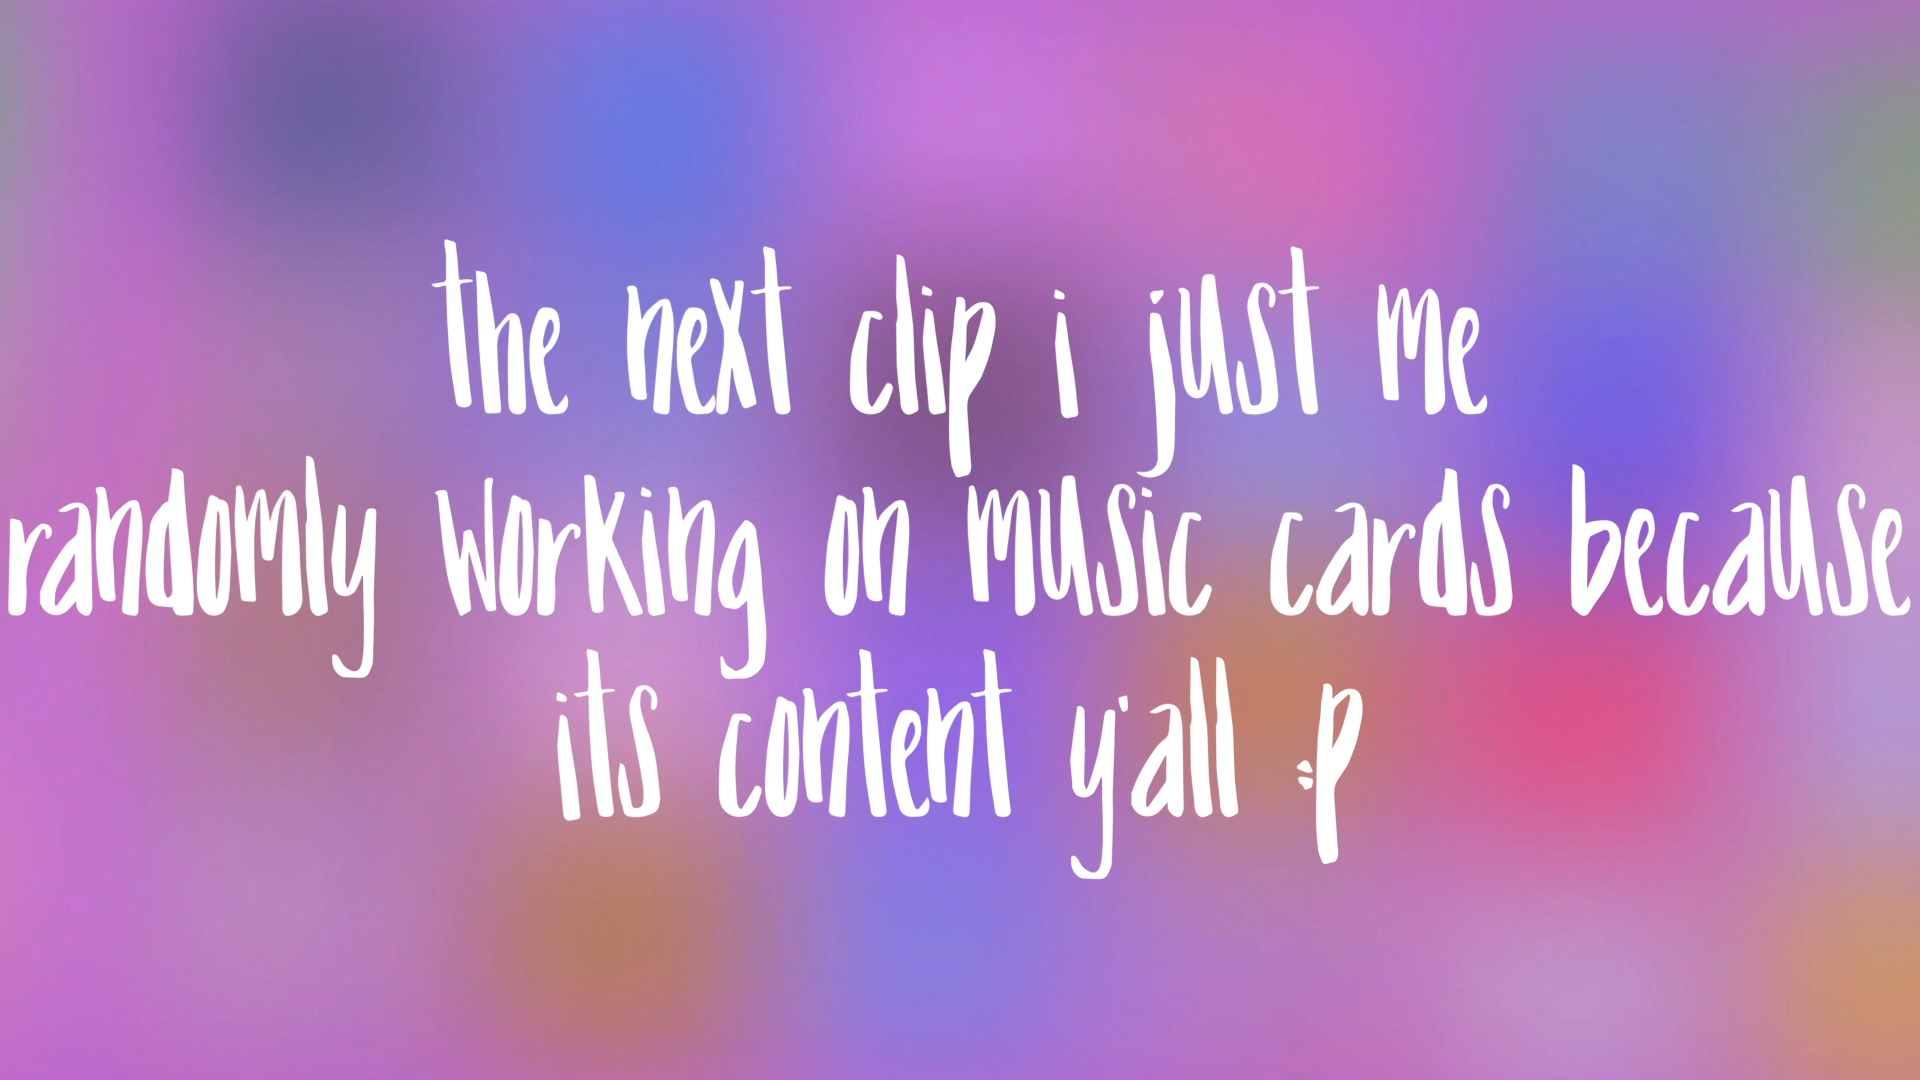 the next clip i just me
randomly working on music cards because
its content y'all :p